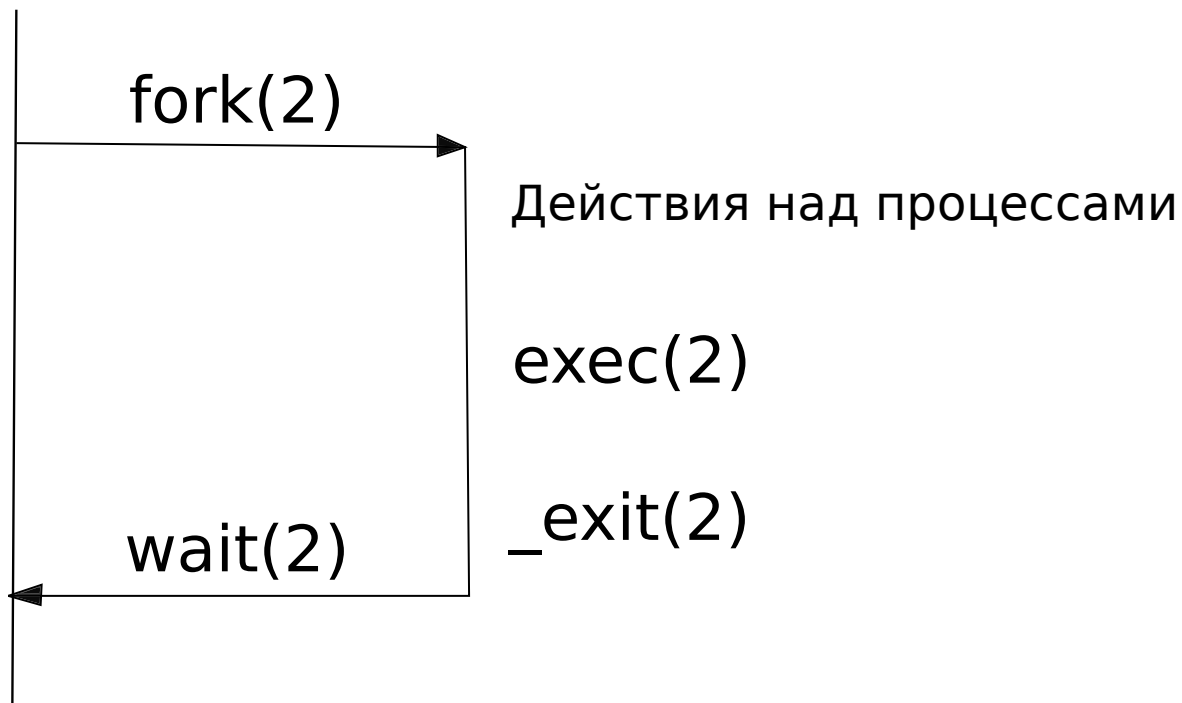 fork(2)
Действия над процессами
exec(2)
_exit(2)
wait(2)